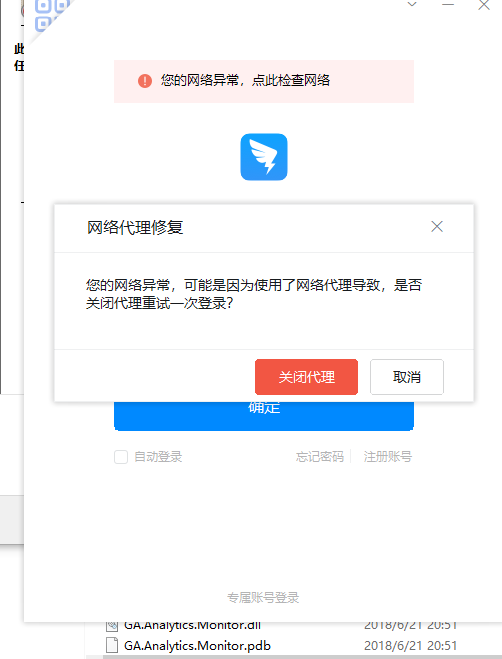 此
任
您的网络异常，点此检查网络
网络代理修复
您的网络异常，可能是因为使用了网络代理导致，是否
关闭代理重试一次登录？
关闭代理 取消
确定
自动登录 忘记密码 注册账号
专属账号登录
GA.Analytics.Monitor.dll 2018/6/21 20:51
GA.Analytics.Monitor.pdb 2018/6/21 20:51